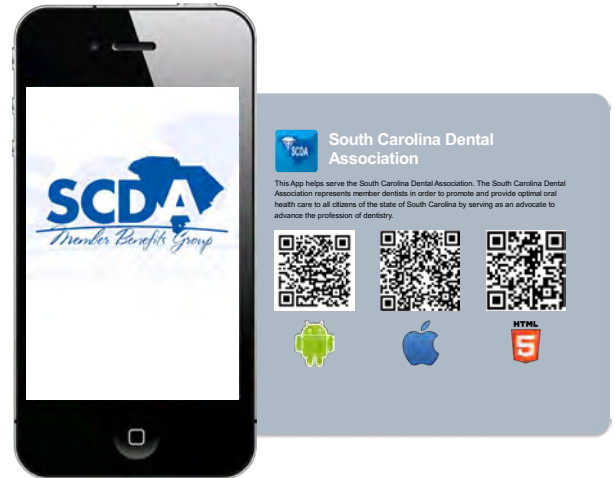 SCDA
Member Benefits Group
SCDA
South Carolina Dental
Association
This App helps serve the South Carolina Dental Association. The South Carolina Dental
Association represents member dentists in order to promote and provide optimal oral
health care to all citizens of the state of South Carolina by serving as an advocate to
advance the profession of dentistry.
HTML
5